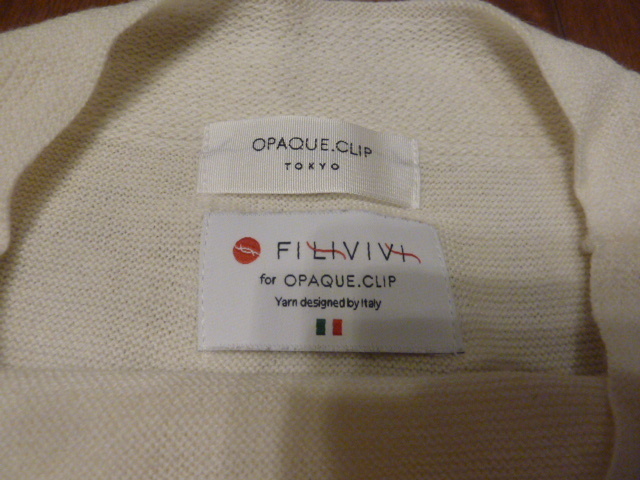 OPAQUE.CLIP
TOKYO
FILIVIVI
for OPAQUE.CLIP
Yarn designed by Italy